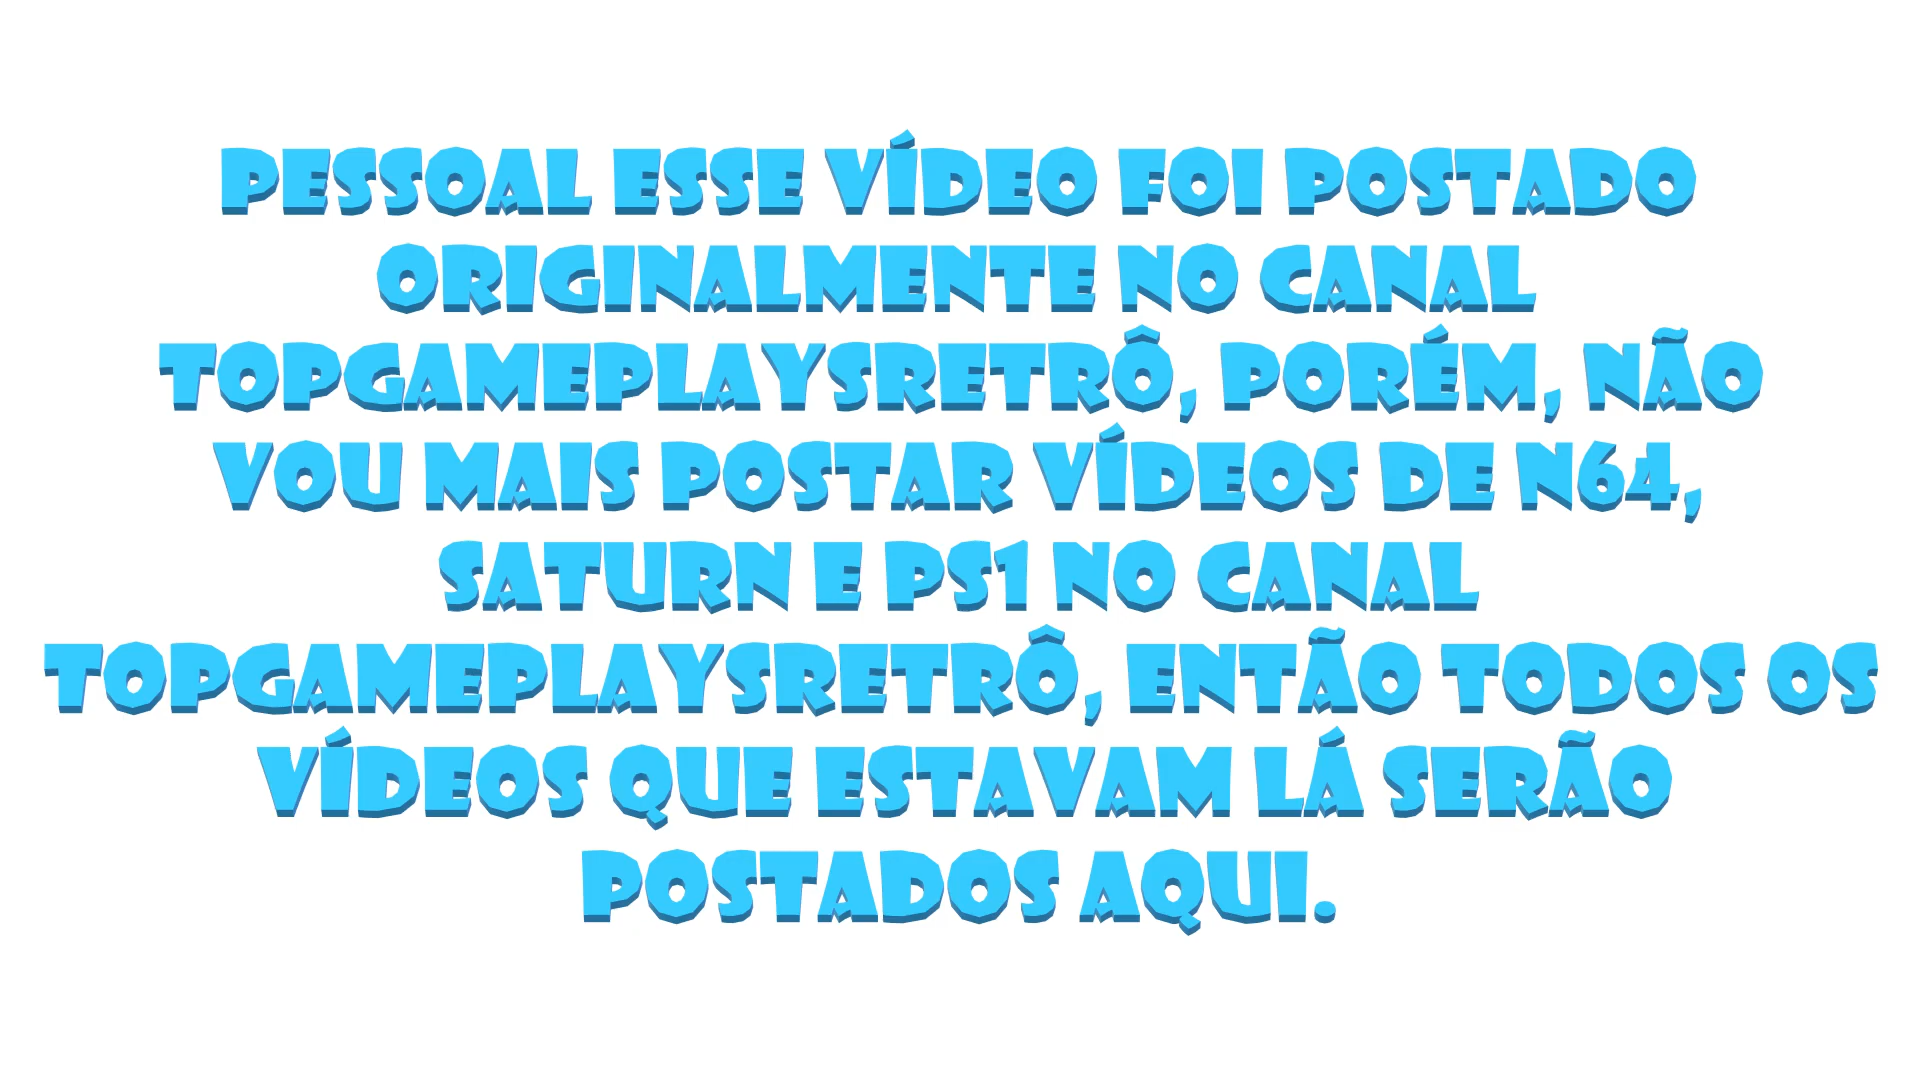 PESSOAL ESSE VÍDEO FOI POSTADO
ORIGINALMENTE NO CANAL
TOPGAMEPLAYSRETRÔ, PORÉM, NÃO
VOU MAIS POSTAR VÍDEOS DE N64,
SATURN E PS1 NO CANAL
TOPGAMEPLAYSRETRÔ, ENTÃO TODOS OS
VÍDEOS QUE ESTAVAM LÁ SERÃO
POSTADOS AQUI.